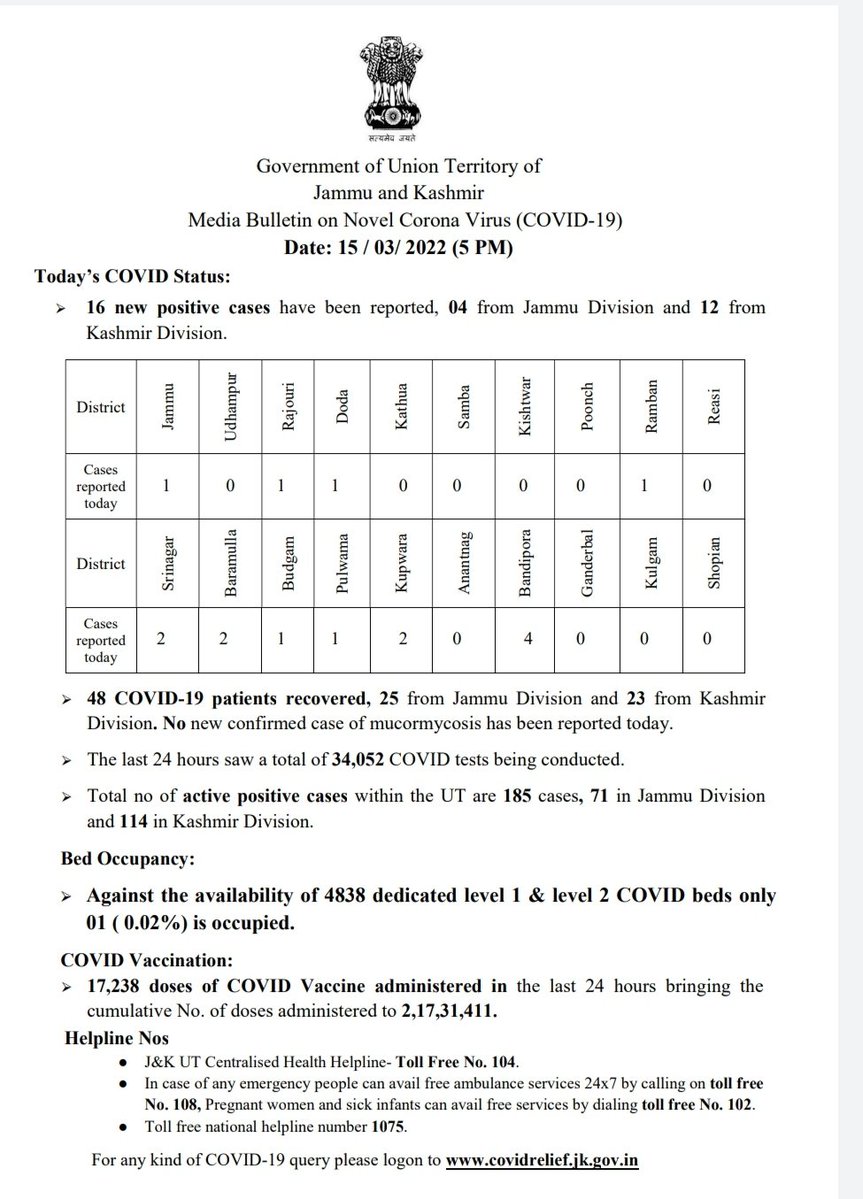 सत्यमेव जयते
Government of Union Territory of
Jammu and Kashmir
Media Bulletin on Novel Corona Virus (COVID-19)
Date: 15 / 03/ 2022 (5 PM)
Today’s COVID Status:
➢ 16 new positive cases have been reported, 04 from Jammu Division and 12 from
Kashmir Division.
District Jammu Udhampur Rajouri Doda Kathua Samba Kishtwar Poonch Ramban Reasi
Cases
reported
today
1 0 1 1 0 0 0 0 1 0
District Srinagar Baramulla Budgam Pulwama Kupwara Anantnag Bandipora Ganderbal Kulgam Shopian
Cases
reported
today
2 2 1 1 2 0 4 0 0 0
➢ 48 COVID-19 patients recovered, 25 from Jammu Division and 23 from Kashmir
Division. No new confirmed case of mucormycosis has been reported today.
➢ The last 24 hours saw a total of 34,052 COVID tests being conducted.
➢ Total no of active positive cases within the UT are 185 cases, 71 in Jammu Division
and 114 in Kashmir Division.
Bed Occupancy:
➢ Against the availability of 4838 dedicated level 1 & level 2 COVID beds only
01 ( 0.02%) is occupied.
COVID Vaccination:
➢ 17,238 doses of COVID Vaccine administered in the last 24 hours bringing the
cumulative No. of doses administered to 2,17,31,411.
Helpline Nos
● J&K UT Centralised Health Helpline- Toll Free No. 104.
● In case of any emergency people can avail free ambulance services 24x7 by calling on toll free
No. 108, Pregnant women and sick infants can avail free services by dialing toll free No. 102.
● Toll free national helpline number 1075.
For any kind of COVID-19 query please logon to www.covidrelief.jk.gov.in